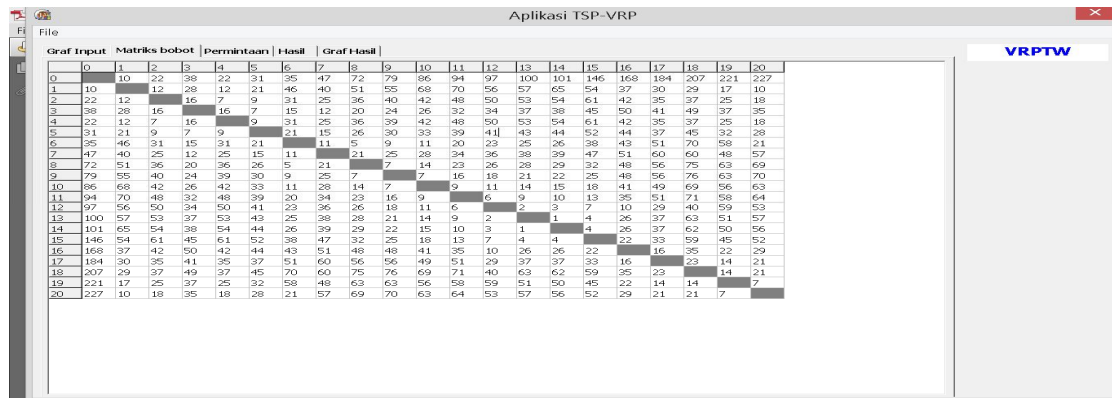 Aplikasi TSP-VRP
Fi
File
Graf Input Matriks bobot Permintaan Hasil Graf Hasil
VRPTW
0 1 2 3 4 5 6 7 8 9 10 11 12 13 14 15 16 17 18 19 20
0 10 22 38 22 31 35 47 72 79 86 94 97 100 101 146 168 184 207 221 227
1 10 12 28 12 21 46 40 51 55 68 70 56 57 65 54 37 30 29 17 10
2 22 12 16 7 9 31 25 36 40 42 48 50 53 54 61 42 35 37 25 18
3 38 28 16 16 7 15 12 20 24 26 32 34 37 38 45 50 41 49 37 35
4 22 12 7 16 9 31 25 36 39 42 48 50 53 54 61 42 35 37 25 18
5 31 21 9 7 9 21 15 26 30 33 39 41 43 44 52 44 37 45 32 28
6 35 46 31 15 31 21 11 5 9 11 20 23 25 26 38 43 51 70 58 21
7 47 40 25 12 25 15 11 21 25 28 34 36 38 39 47 51 60 60 48 57
8 72 51 36 20 36 26 5 21 7 14 23 26 28 29 32 48 56 75 63 69
9 79 55 40 24 39 30 9 25 7 7 16 18 21 22 25 48 56 76 63 70
10 86 68 42 26 42 33 11 28 14 7 9 11 14 15 18 41 49 69 56 63
11 94 70 48 32 48 39 20 34 23 16 9 6 9 10 13 35 51 71 58 64
12 97 56 50 34 50 41 23 36 26 18 11 6 2 3 7 10 29 40 59 53
13 100 57 53 37 53 43 25 38 28 21 14 9 2 1 4 26 37 63 51 57
14 101 65 54 38 54 44 26 39 29 22 15 10 3 1 4 26 37 62 50 56
15 146 54 61 45 61 52 38 47 32 25 18 13 7 4 4 22 33 59 45 52
16 168 37 42 50 42 44 43 51 48 48 41 35 10 26 26 22 16 35 22 29
17 184 30 35 41 35 37 51 60 56 56 49 51 29 37 37 33 16 23 14 21
18 207 29 37 49 37 45 70 60 75 76 69 71 40 63 62 59 35 23 14 21
19 221 17 25 37 25 32 58 48 63 63 56 58 59 51 50 45 22 14 14 7
20 227 10 18 35 18 28 21 57 69 70 63 64 53 57 56 52 29 21 21 7